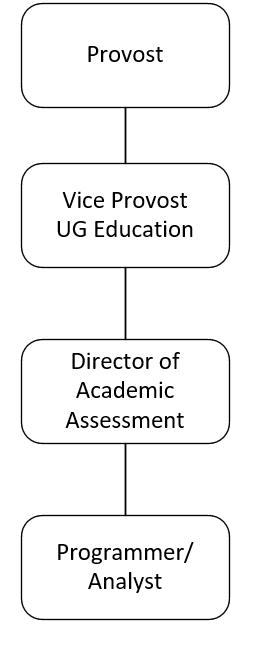 Provost
Vice Provost
UG Education
Director of
Academic
Assessment
Programmer/
Analyst